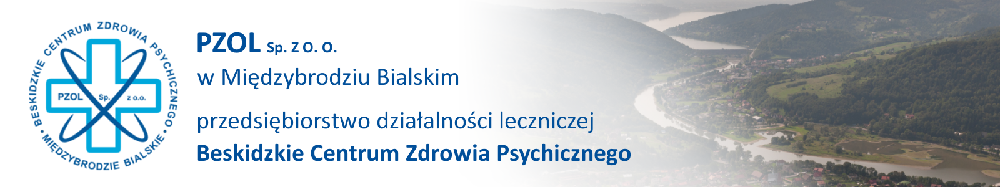 BESKIDZKIE CENTRUM ZDROWIA PSYCHICZNEGO
PZOL Sp. z o.o.
• MIĘDZYBRODZIE BIALSKIE •
PZOL Sp. Z O. O.
w Międzybrodziu Bialskim
przedsiębiorstwo działalności leczniczej
Beskidzkie Centrum Zdrowia Psychicznego